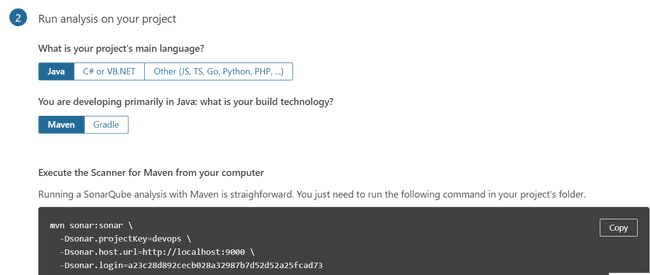 2 Run analysis on your project
What is your project's main language?
Java C# or VB.NET Other (JS, TS, Go, Python, PHP, ...)
You are developing primarily in Java: what is your build technology?
Maven Gradle
Execute the Scanner for Maven from your computer
Running a SonarQube analysis with Maven is straighforward. You just need to run the following command in your project's folder.
mvn sonar:sonar \
Copy
-Dsonar.projectKey=devops \
-Dsonar.host.url=http://localhost:9000 \
-Dsonar.login=a23c28d892cecb028a32987b7d52d52a25fcad73